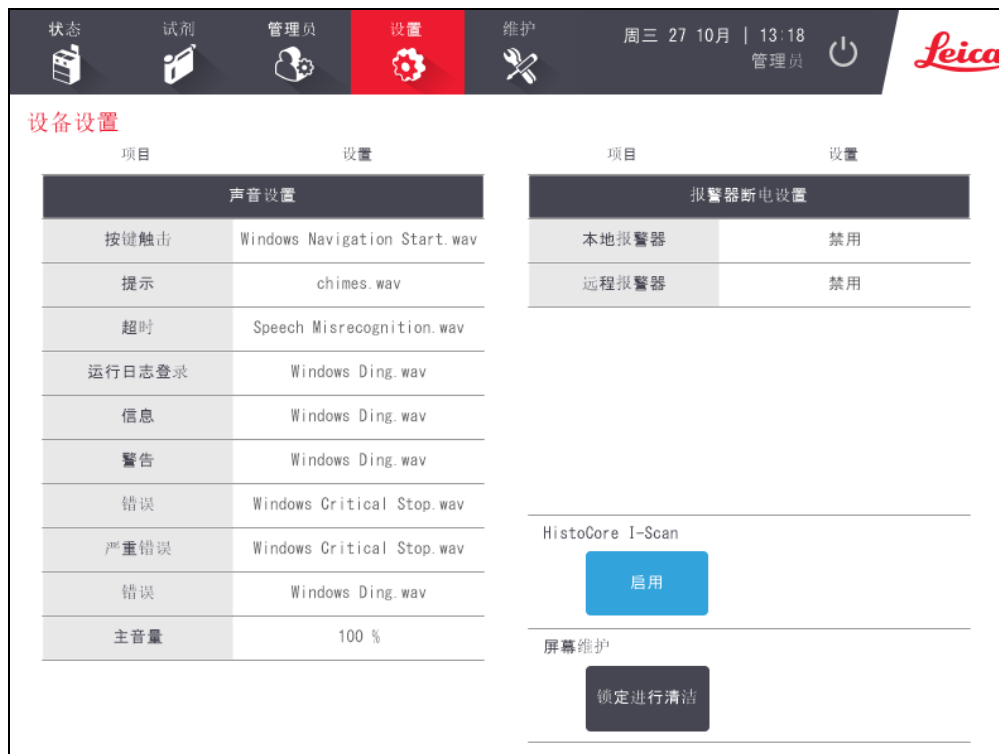 状态 试剂 管理员 设置 维护 周三 27 10月 | 13:18
管理员
Leica
设备设置
项目 设置 项目 设置
声音设置 报警器断电设置
按键触击 Windows Navigation Start.wav 本地报警器 禁用
提示 chimes.wav 远程报警器 禁用
超时 Speech Misrecognition.wav
运行日志登录 Windows Ding.wav
信息 Windows Ding.wav
警告 Windows Ding.wav
错误 Windows Critical Stop.wav
HistoCore I-Scan
严重错误 Windows Critical Stop.wav
启用
错误 Windows Ding.wav
主音量 100 %
屏幕维护
锁定进行清洁